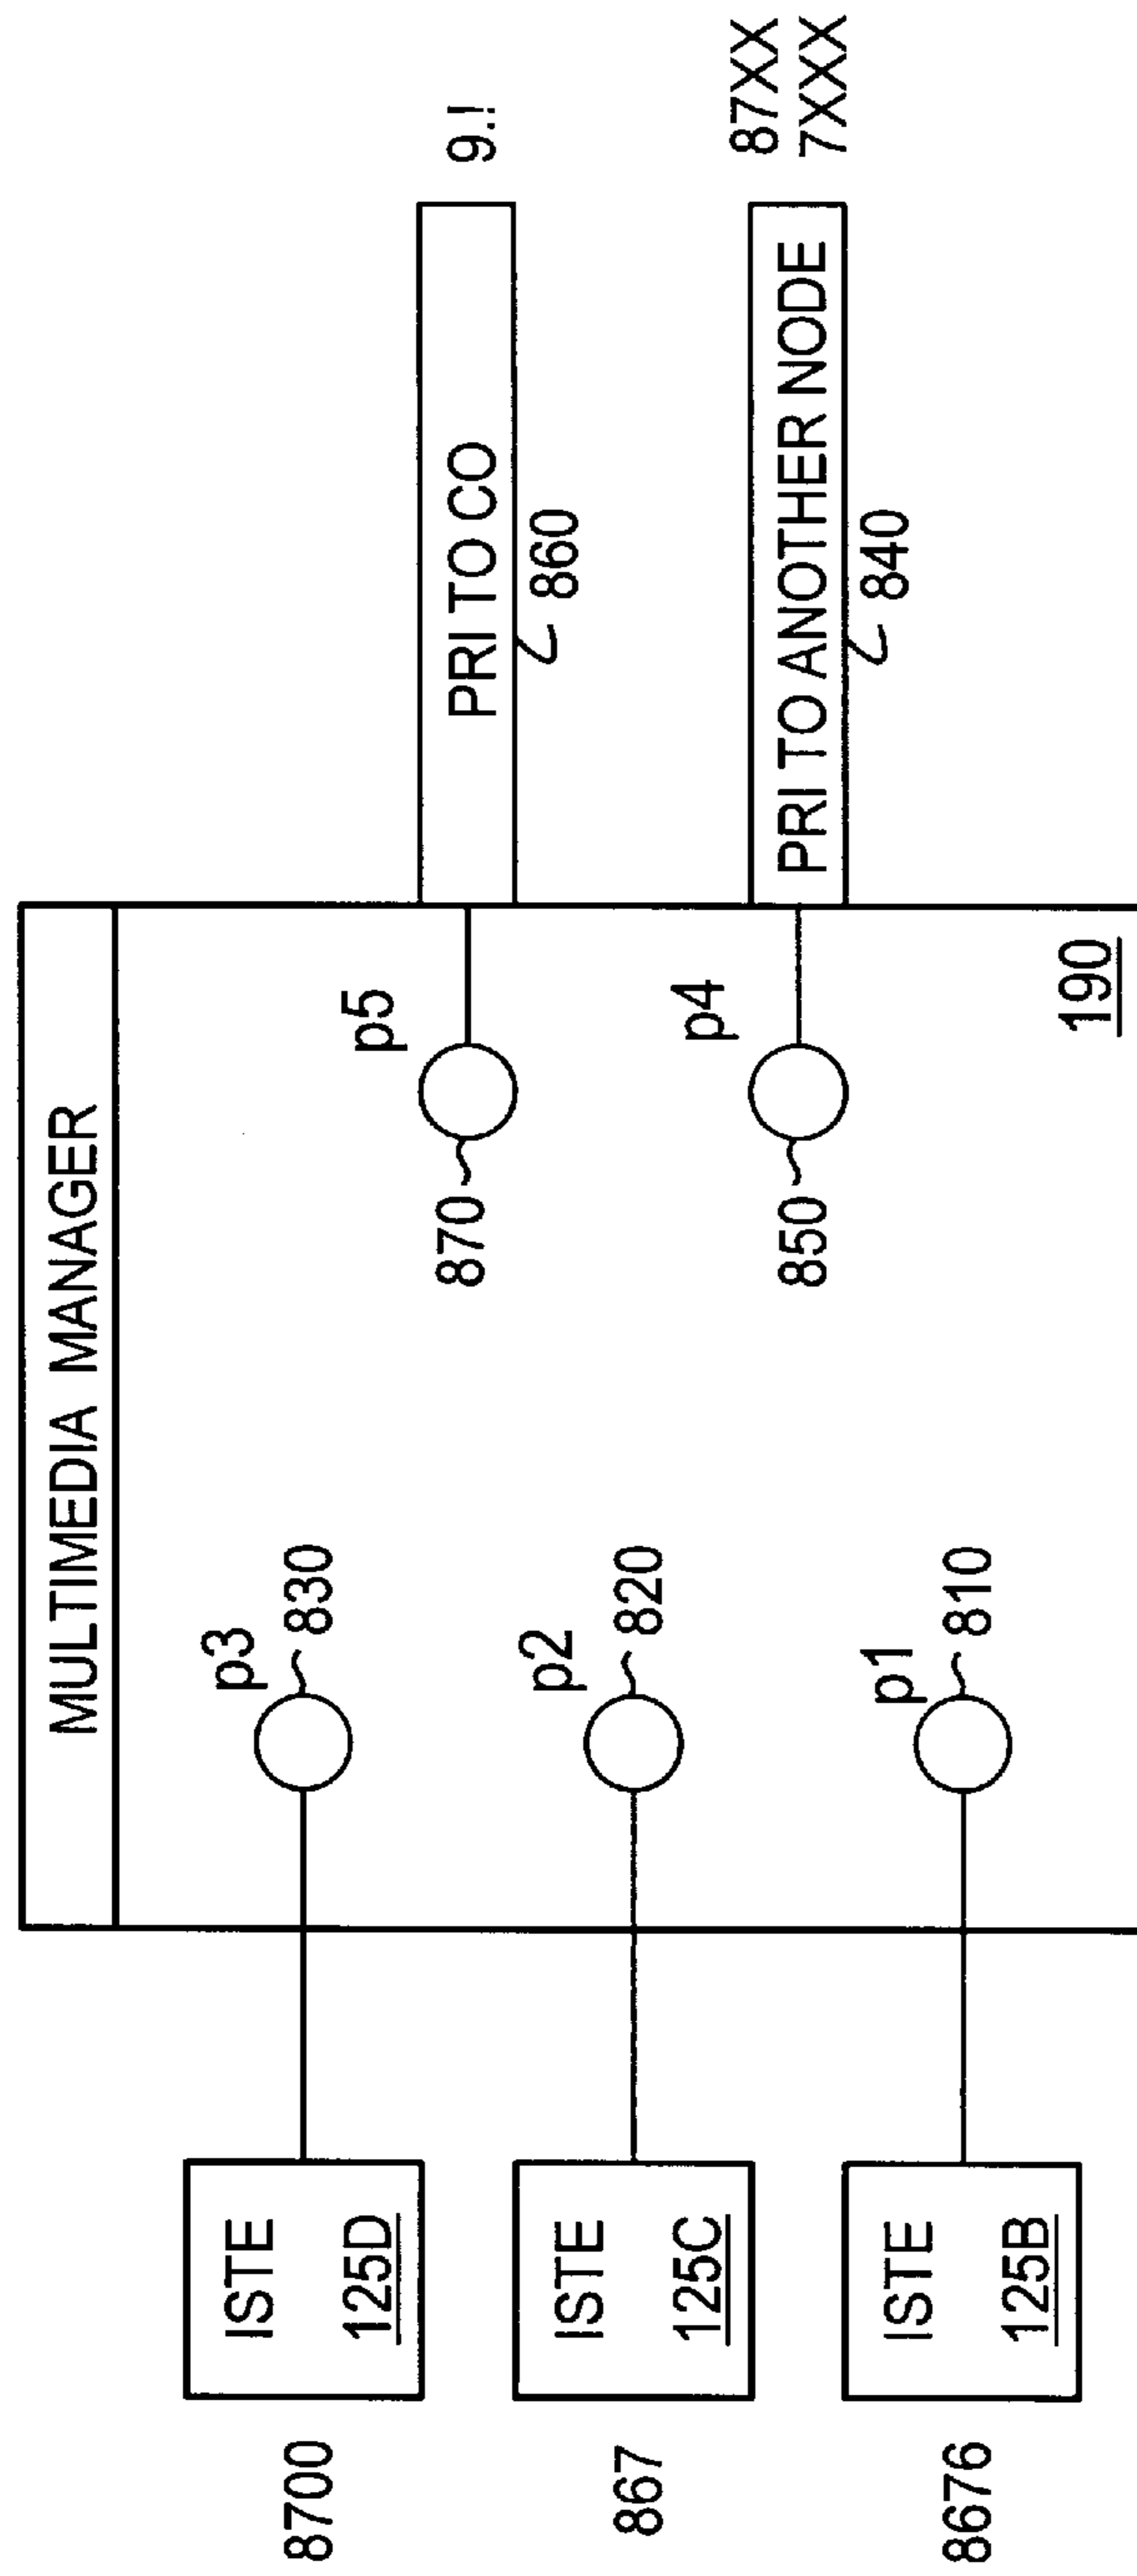 MULTIMEDIA MANAGER
8700
ISTE
125D
p3
830
p5
870
PRI TO CO
860
9.!
867
ISTE
125C
p2
820
p4
850
PRI TO ANOTHER NODE
840
87XX
7XXX
8676
ISTE
125B
p1
810
190